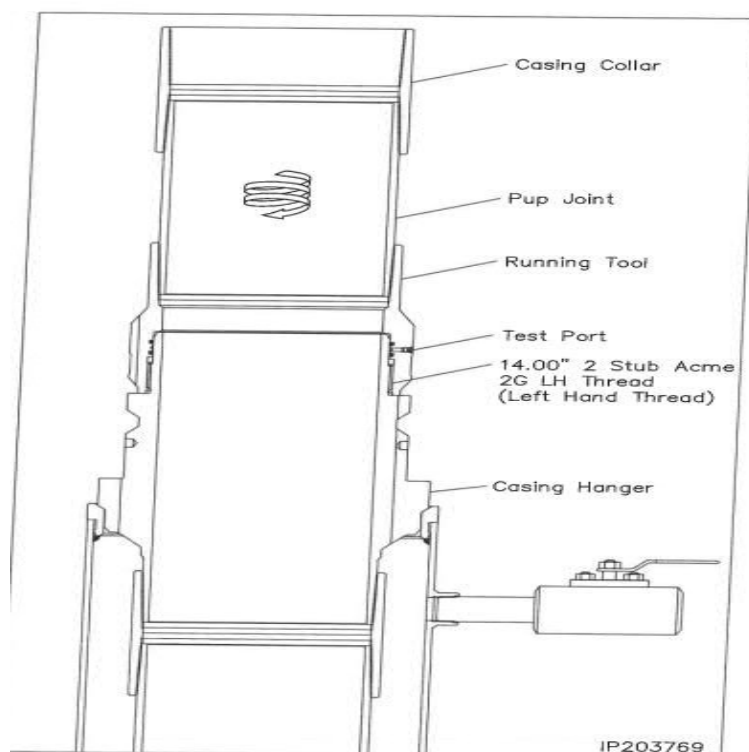 Casing Collar
Pup Joint
Running Tool
Test Port
14.00" 2 Stub Acme
2G LH Thread
(Left Hand Thread)
Casing Hanger
IP203769